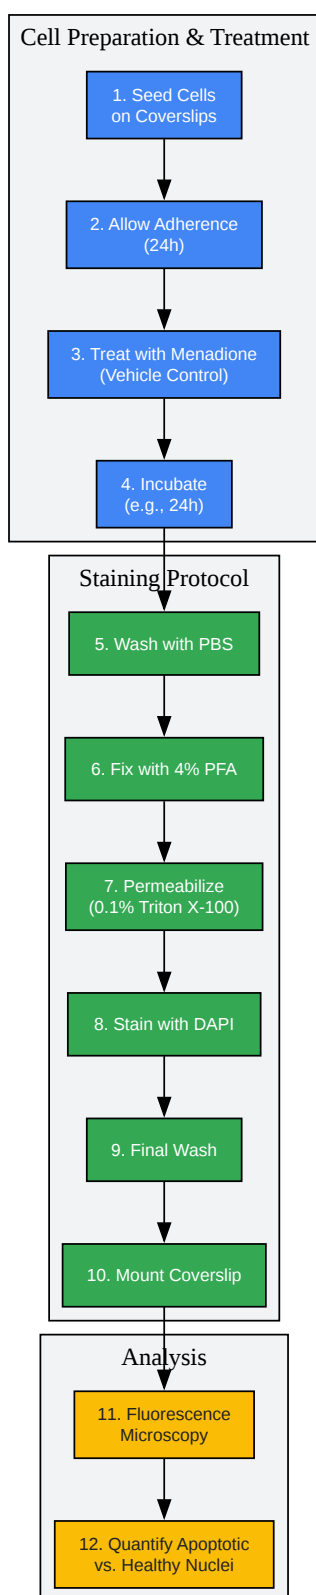 Cell Preparation & Treatment
1. Seed Cells
on Coverslips
2. Allow Adherence
(24h)
3. Treat with Menadione
(Vehicle Control)
4. Incubate
(e.g., 24h)
Staining Protocol
5. Wash with PBS
6. Fix with 4% PFA
7. Permeabilize
(0.1% Triton X-100)
8. Stain with DAPI
9. Final Wash
10. Mount Coverslip
Analysis
11. Fluorescence
Microscopy
12. Quantify Apoptotic
vs. Healthy Nuclei